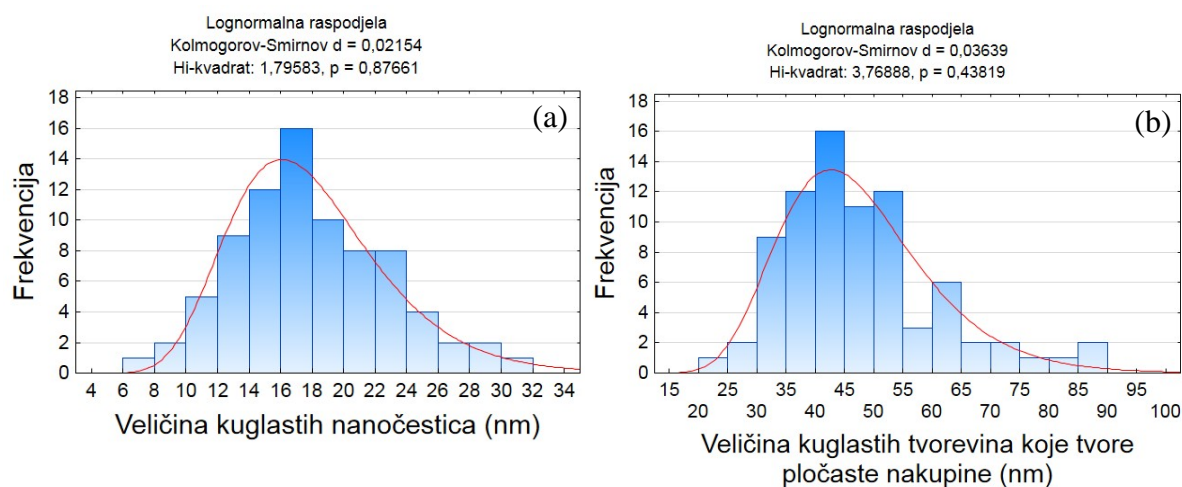 Lognormalna raspodjela
Kolmogorov-Smirnov d = 0,02154
Hi-kvadrat: 1,79583, p = 0,87661
(a)
18
16
14
12
10
8
6
4
2
0
Frekvencija
4 6 8 10 12 14 16 18 20 22 24 26 28 30 32 34
Veličina kuglastih nanočestica (nm)
Lognormalna raspodjela
Kolmogorov-Smirnov d = 0,03639
Hi-kvadrat: 3,76888, p = 0,43819
(b)
18
16
14
12
10
8
6
4
2
0
Frekvencija
15 25 35 45 55 65 75 85 95
20 30 40 50 60 70 80 90 100
Veličina kuglastih tvorevina koje tvore
pločaste nakupine (nm)